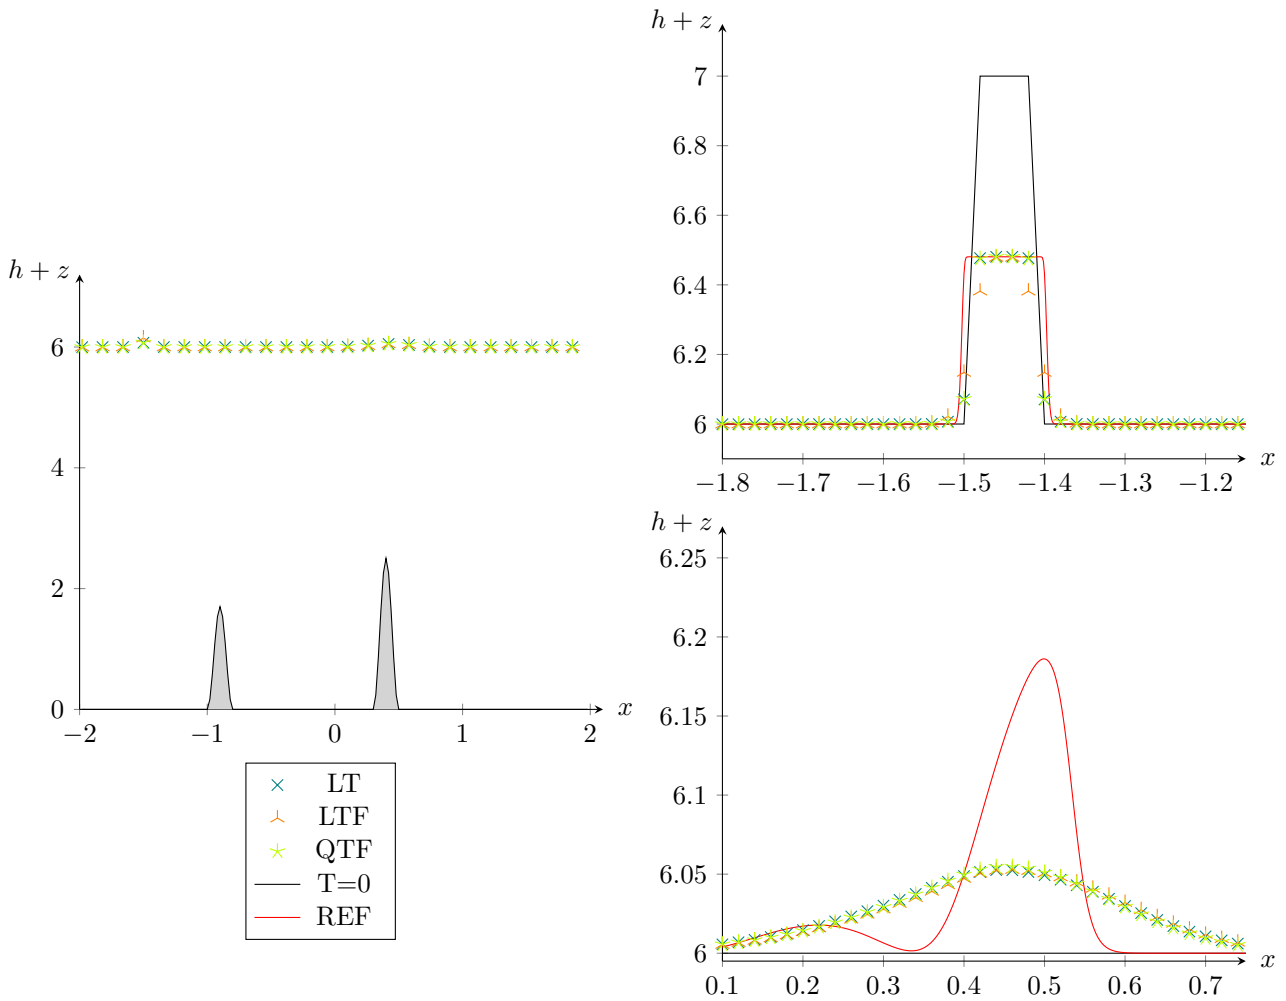 h + z
6
4
2
0
−2 −1 0 1 2
x
LT
LTF
QTF
T=0
REF
h + z
7
6.8
6.6
6.4
6.2
6
−1.8 −1.7 −1.6 −1.5 −1.4 −1.3 −1.2
x
h + z
6.25
6.2
6.15
6.1
6.05
6
0.1 0.2 0.3 0.4 0.5 0.6 0.7
x